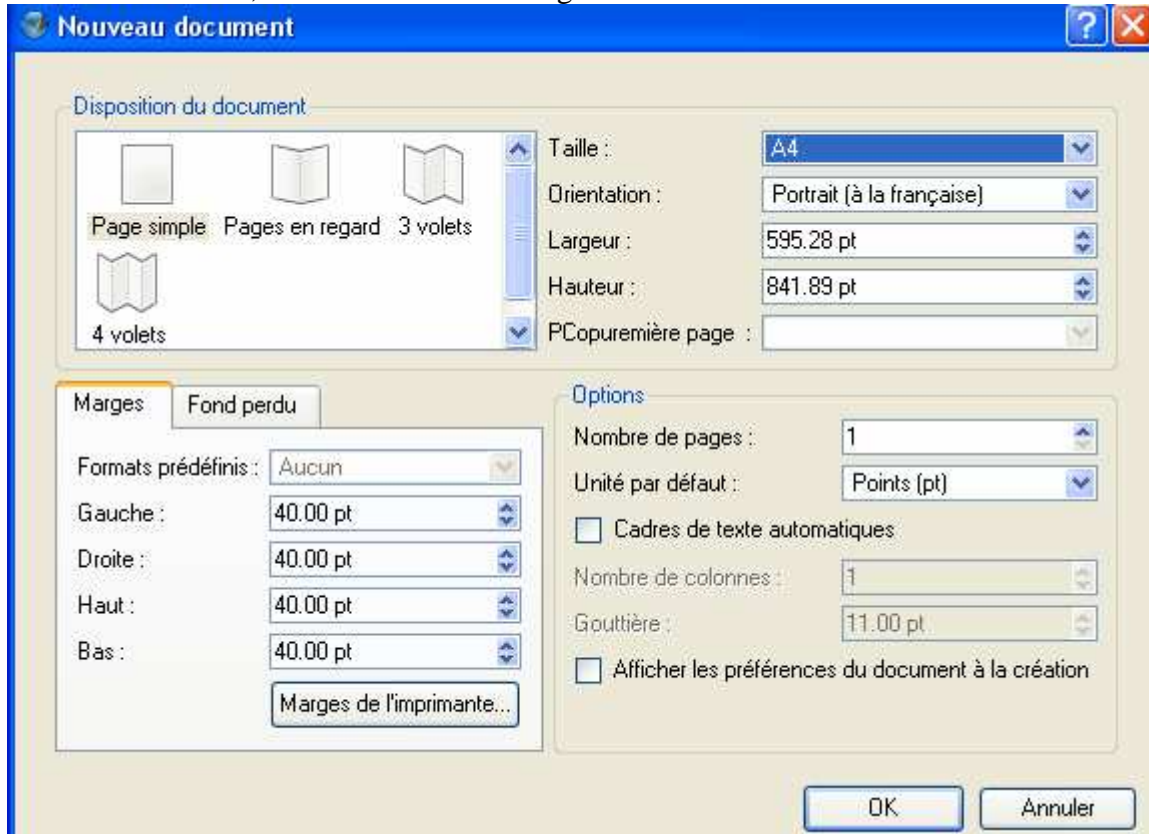 Nouveau document
Disposition du document
Page simple
Pages en regard
3 volets
4 volets
Taille :
A4
Orientation :
Portrait (à la française)
Largeur :
595.28 pt
Hauteur :
841.89 pt
PCopuremière page :
Marges
Fond perdu
Formats prédéfinis :
Aucun
Gauche :
40.00 pt
Droite :
40.00 pt
Haut :
40.00 pt
Bas :
40.00 pt
Marges de l'imprimante...
Options
Nombre de pages :
1
Unité par défaut :
Points (pt)
Cadres de texte automatiques
Nombre de colonnes :
1
Gouttière :
11.00 pt
Afficher les préférences du document à la création
OK
Annuler